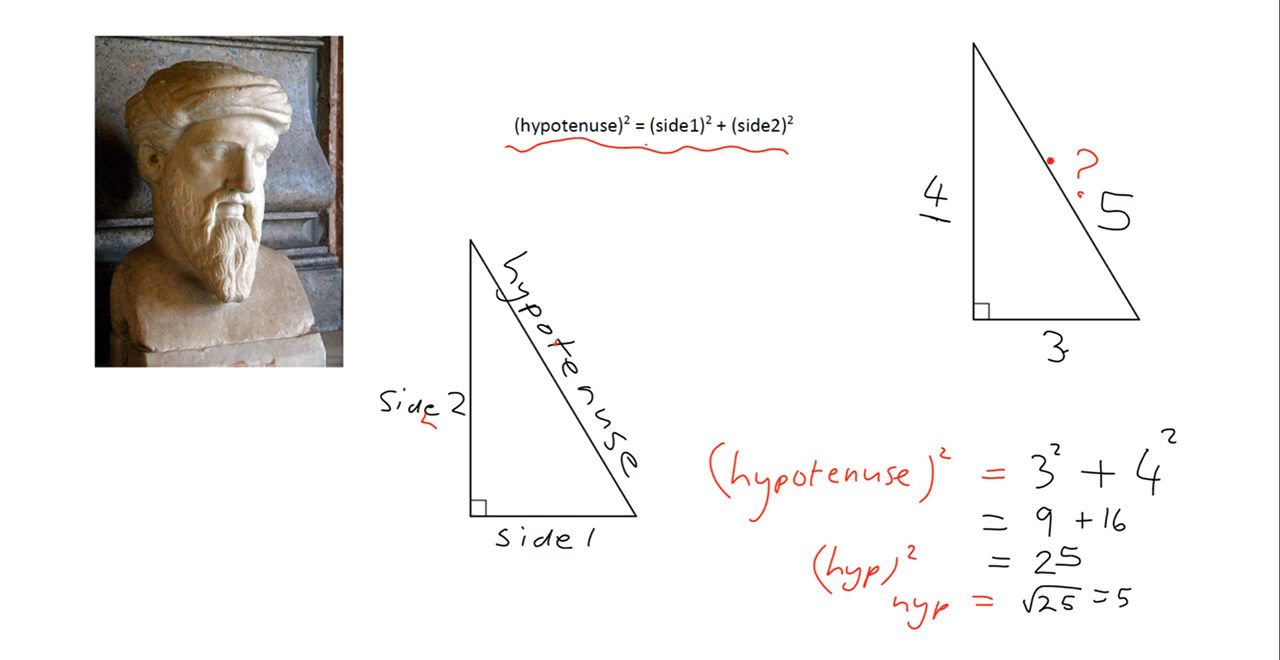 (hypotenuse)² = (side1)² + (side2)²
4
?
5
3
hypotenuse
side 2
side 1
(hypotenuse)² = 3² + 4²
= 9 + 16
(hyp)² = 25
hyp = √25 = 5